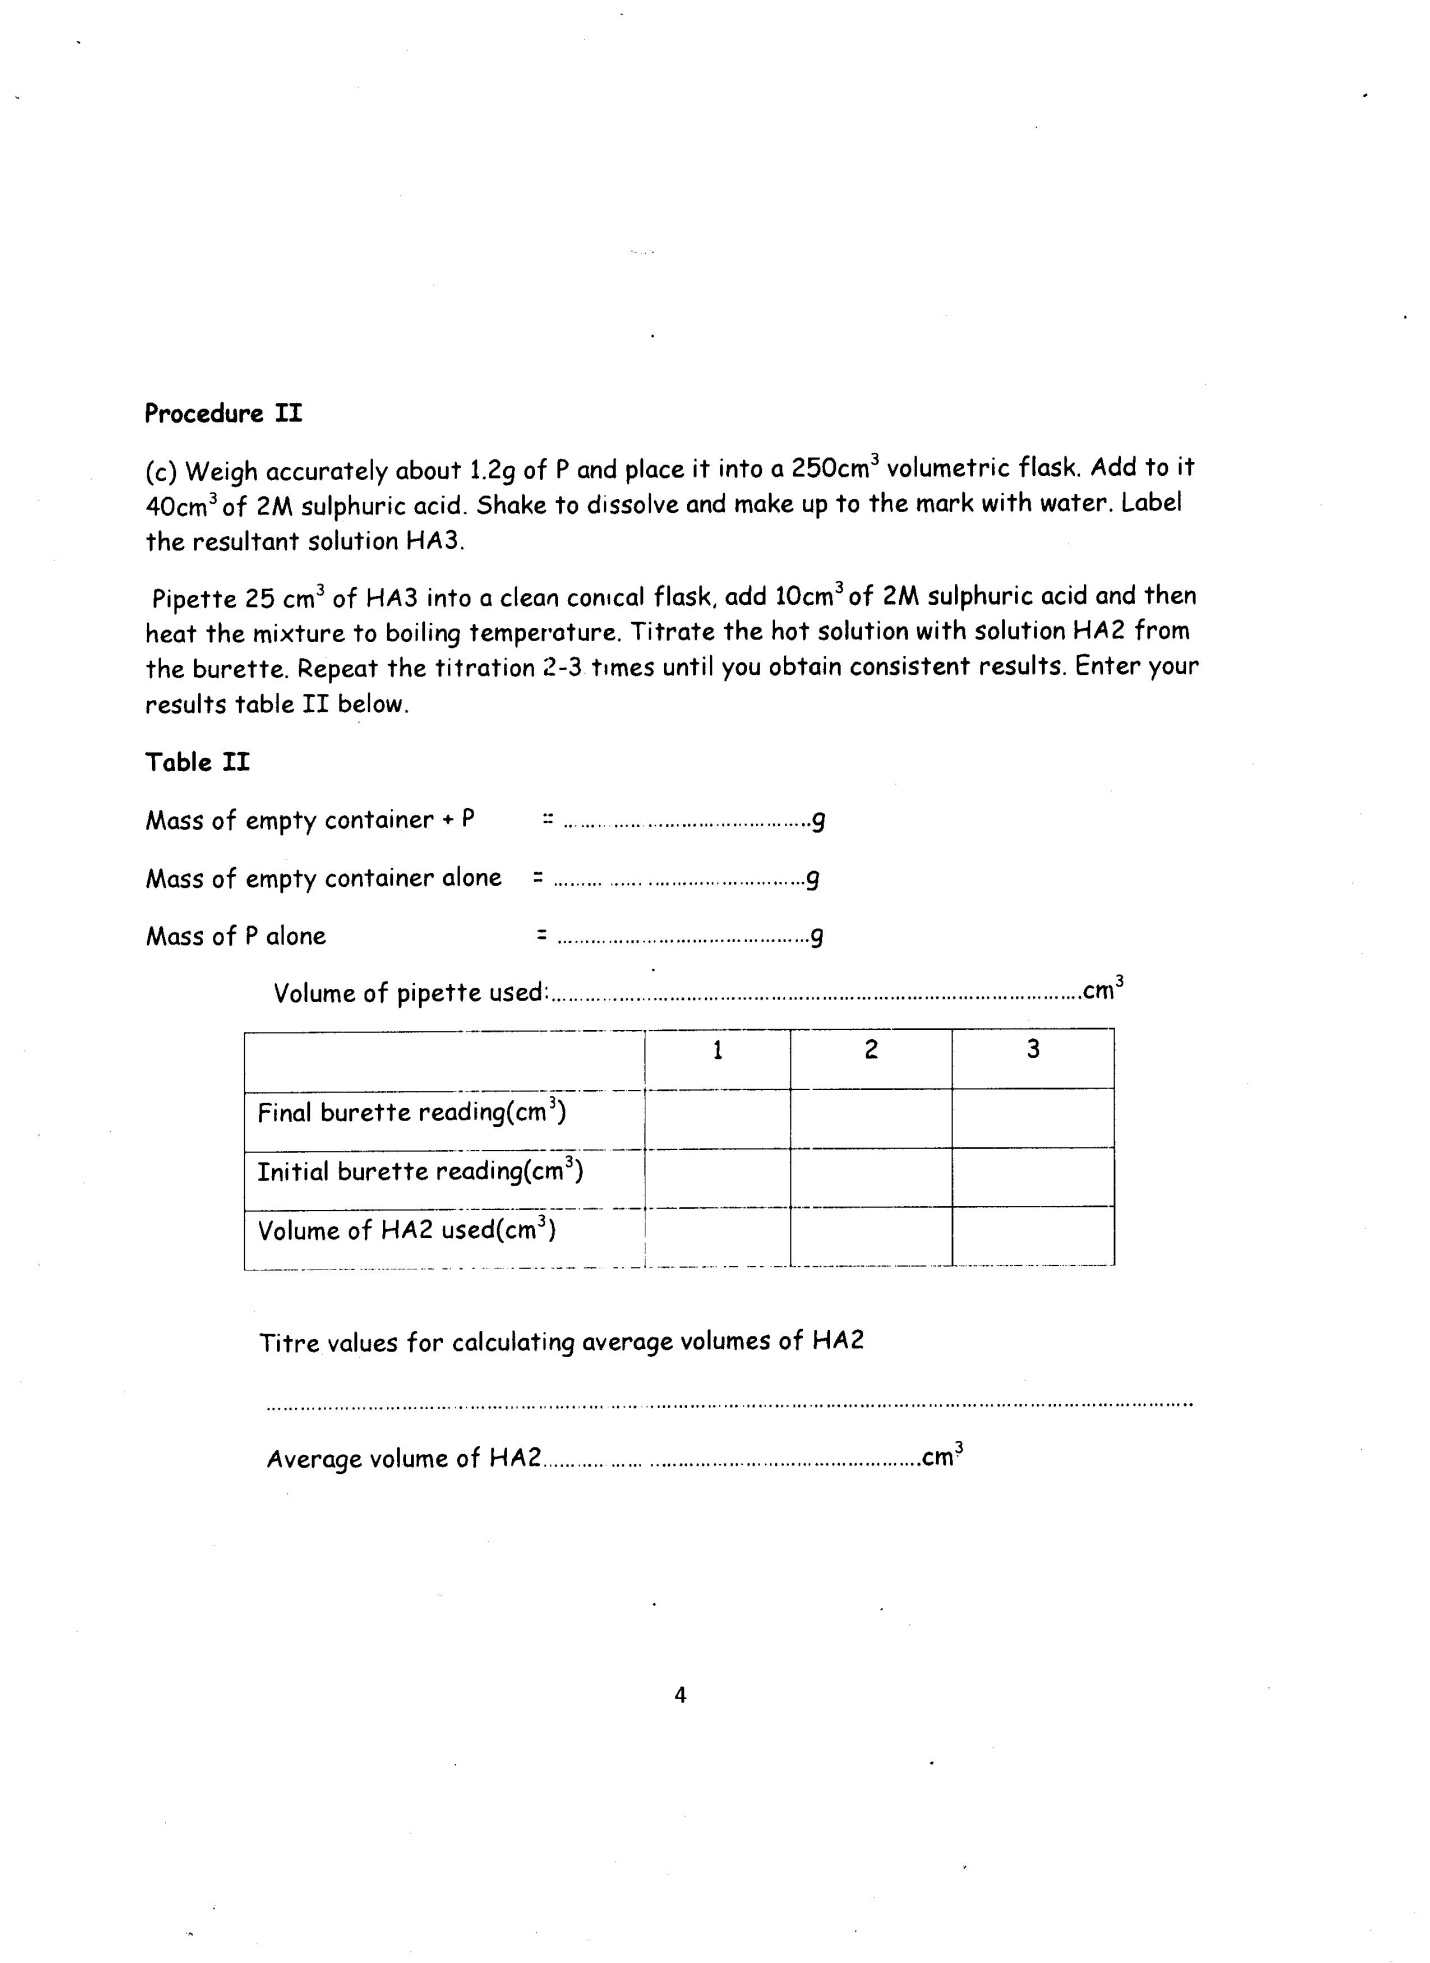 Procedure II
(c) Weigh accurately about 1.2g of P and place it into a 250cm³ volumetric flask. Add to it
40cm³ of 2M sulphuric acid. Shake to dissolve and make up to the mark with water. Label
the resultant solution HA3.
Pipette 25 cm³ of HA3 into a clean conical flask, add 10cm³ of 2M sulphuric acid and then
heat the mixture to boiling temperature. Titrate the hot solution with solution HA2 from
the burette. Repeat the titration 2-3 times until you obtain consistent results. Enter your
results table II below.
Table II
Mass of empty container + P = ..........................................g
Mass of empty container alone = ..........................................g
Mass of P alone = ..........................................g
Volume of pipette used:..........................................................................................cm³
1 2 3
Final burette reading(cm³)
Initial burette reading(cm³)
Volume of HA2 used(cm³)
Titre values for calculating average volumes of HA2
..............................................................................................................................
Average volume of HA2................................................................cm³
4